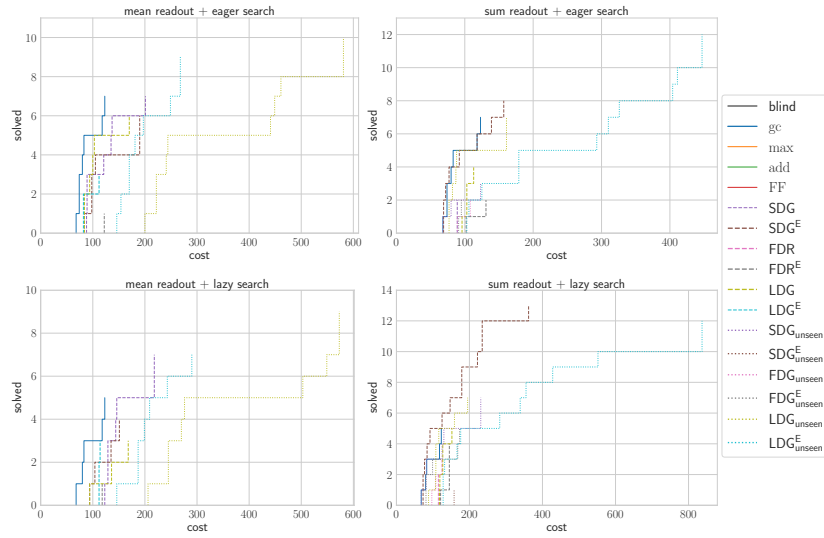 mean readout + eager search
sum readout + eager search
solved
10
8
6
4
2
0
0 100 200 300 400 500 600
cost
solved
14
12
10
8
6
4
2
0
0 100 200 300 400
cost
mean readout + lazy search
sum readout + lazy search
solved
10
8
6
4
2
0
0 100 200 300 400 500 600
cost
solved
14
12
10
8
6
4
2
0
0 200 400 600 800
cost
blind
gc
max
add
FF
SDG
SDG^E
FDR
FDR^E
LDG
LDG^E
SDG_unseen
SDG^E_unseen
FDG_unseen
FDG^E_unseen
LDG_unseen
LDG^E_unseen